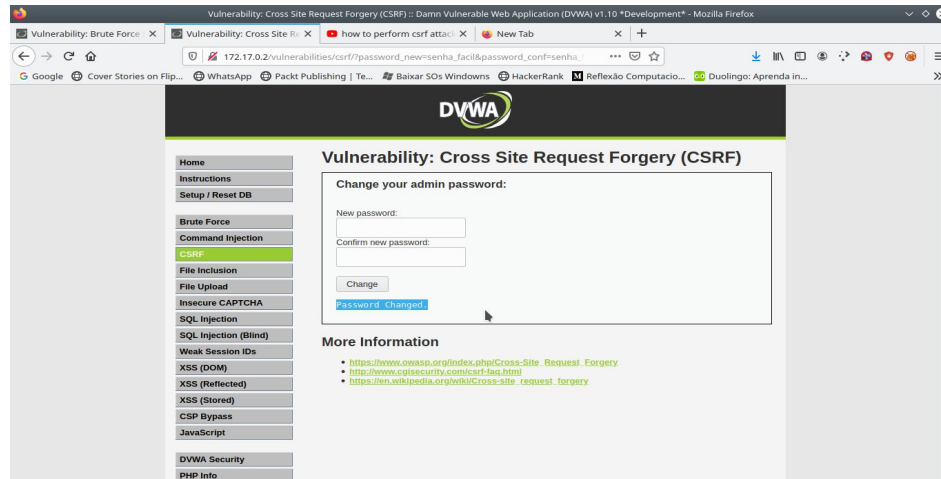 Vulnerability: Cross Site Request Forgery (CSRF) :: Damn Vulnerable Web Application (DVWA) v1.10 *Development* - Mozilla Firefox
Vulnerability: Brute Force
Vulnerability: Cross Site Re
how to perform csrf attac
New Tab
172.17.0.2/vulnerabilities/csrf/?password_new=senha_facil&password_conf=senha_
Google
Cover Stories on Flip...
WhatsApp
Packt Publishing | Te...
Baixar SOs Windows
HackerRank
Reflexão Computacio...
Duolingo: Aprenda in...
DVWA
Home
Instructions
Setup / Reset DB
Brute Force
Command Injection
CSRF
File Inclusion
File Upload
Insecure CAPTCHA
SQL Injection
SQL Injection (Blind)
Weak Session IDs
XSS (DOM)
XSS (Reflected)
XSS (Stored)
CSP Bypass
JavaScript
DVWA Security
PHP Info
Vulnerability: Cross Site Request Forgery (CSRF)
Change your admin password:
New password:
Confirm new password:
Change
Password Changed.
More Information
https://www.owasp.org/index.php/Cross-Site_Request_Forgery
http://www.cgisecurity.com/csrf-faq.html
https://en.wikipedia.org/wiki/Cross-site_request_forgery